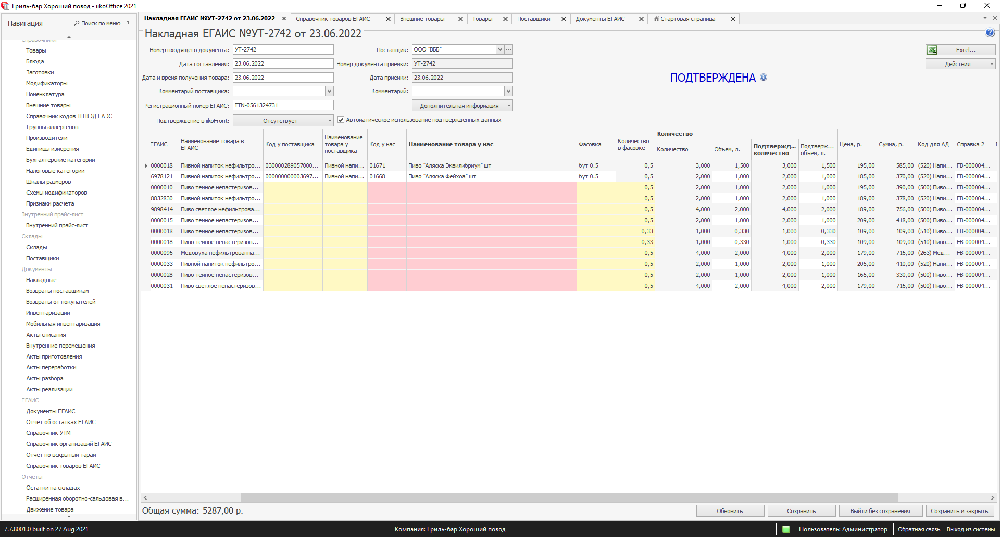 Гриль-бар Хороший повод - iikoOffice 2021
Навигация
Поиск по меню
Накладная ЕГАИС №УТ-2742 от 23.06.2022
Справочник товаров ЕГАИС
Внешние товары
Товары
Поставщики
Документы ЕГАИС
Стартовая страница
Справочники
Товары
Блюда
Заготовки
Модификаторы
Номенклатура
Внешние товары
Справочник кодов ТН ВЭД ЕАЭС
Группы аллергенов
Производители
Единицы измерения
Бухгалтерские категории
Налоговые категории
Шкалы размеров
Схемы модификаторов
Признаки расчета
Внутренний прайс-лист
Внутренний прайс-лист
Склады
Склады
Поставщики
Документы
Накладные
Возвраты поставщикам
Возвраты от покупателей
Инвентаризации
Мобильная инвентаризация
Акты списания
Внутренние перемещения
Акты приготовления
Акты переработки
Акты разбора
Акты реализации
ЕГАИС
Документы ЕГАИС
Отчет об остатках ЕГАИС
Справочник УТМ
Справочник организаций ЕГАИС
Отчет по вскрытым тарам
Справочник товаров ЕГАИС
Отчеты
Остатки на складах
Расширенная оборотно-сальдовая в...
Движение товара
Накладная ЕГАИС №УТ-2742 от 23.06.2022
Номер входящего документа: УТ-2742 Поставщик: ООО "ВББ" ...
Дата составления: 23.06.2022 Номер документа приемки: УТ-2742
Дата и время получения товара: 23.06.2022 Дата приемки: 23.06.2022
Комментарий поставщика: Комментарий:
Регистрационный номер ЕГАИС: TTN-0561324731 Дополнительная информация
Подтверждение в iikoFront: Отсутствует Автоматическое использование подтвержденных данных
ПОДТВЕРЖДЕНА
Excel...
Действия
ЕГАИС | Наименование товара в ЕГАИС | Код у поставщика | Наименование товара у поставщика | Код у нас | Наименование товара у нас | Фасовка | Количество в фасовке | Количество | Количество | Объем, л. | Подтвержд... количество | Подтверж... объем, л. | Цена, р. | Сумма, р. | Код для АД | Справка 2
0000018 Пивной напиток нефильтро... 030000289057000... Пивной напи... 01671 Пиво "Аляска Эквилибриум" шт бут 0.5 0,5 3,000 1,500 3,000 1,500 195,00 585,00 (520) Напи... FB-000004...
6978121 Пивной напиток нефильтро... 000000000003697... Пивной напи... 01668 Пиво "Аляска Фейхоа" шт бут 0.5 0,5 2,000 1,000 2,000 1,000 185,00 370,00 (520) Напи... FB-000004...
0000010 Пиво темное непастеризов... 0,5 2,000 1,000 2,000 1,000 195,00 390,00 (500) Пиво... FB-000004...
8832830 Пивной напиток нефильтро... 0,5 2,000 1,000 2,000 1,000 189,00 378,00 (520) Напи... FB-000004...
9898414 Пиво светлое нефильтрова... 0,5 4,000 2,000 4,000 2,000 189,00 756,00 (500) Пиво... FB-000004...
0000015 Пиво темное непастеризов... 0,5 2,000 1,000 2,000 1,000 209,00 418,00 (500) Пиво... FB-000004...
0000018 Пиво темное непастеризов... 0,33 1,000 0,330 1,000 0,330 109,00 109,00 (510) Пиво... FB-000004...
0000018 Пиво темное непастеризов... 0,33 1,000 0,330 1,000 0,330 109,00 109,00 (510) Пиво... FB-000004...
0000096 Медовуха нефильтрованна... 0,5 4,000 2,000 4,000 2,000 179,00 716,00 (263) Мед... FB-000004...
0000033 Пивной напиток нефильтро... 0,5 2,000 1,000 2,000 1,000 205,00 410,00 (520) Напи... FB-000004...
0000028 Пиво темное непастеризов... 0,5 2,000 1,000 2,000 1,000 165,00 330,00 (500) Пиво... FB-000004...
0000031 Пиво светлое непастеризов... 0,5 4,000 2,000 4,000 2,000 179,00 716,00 (500) Пиво... FB-000004...
Общая сумма: 5287,00 р.
Обновить
Сохранить
Выйти без сохранения
Сохранить и закрыть
7.7.8001.0 built on 27 Aug 2021
Компания: Гриль-бар Хороший повод
Пользователь: Администратор
Обратная связь
Выход из системы